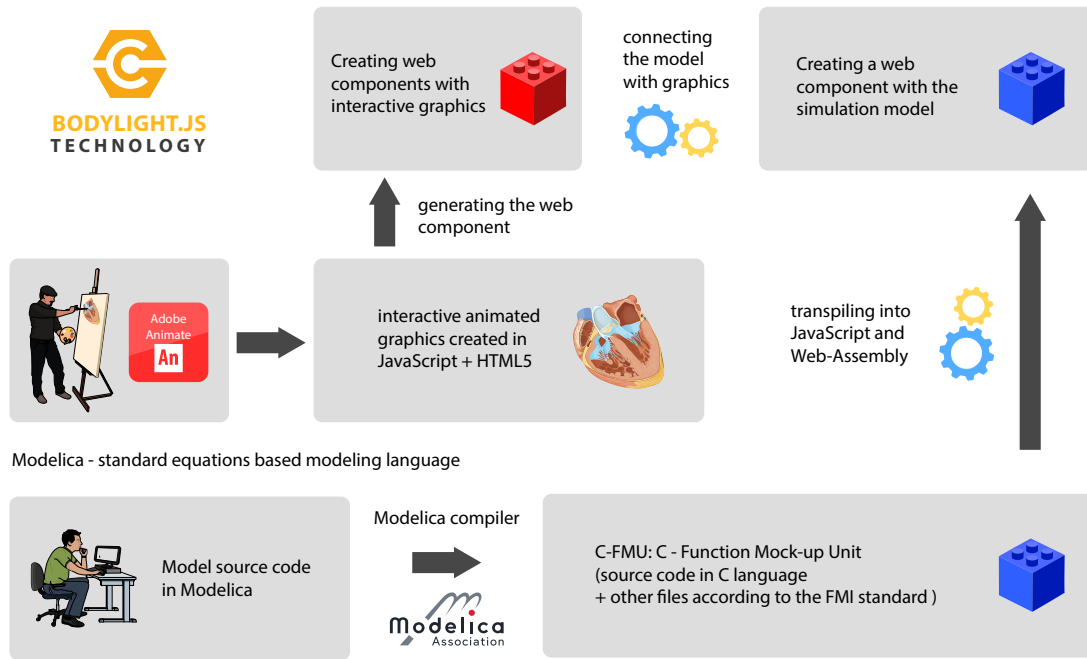 BODYLIGHT.JS
TECHNOLOGY
Creating web
components with
interactive graphics
connecting
the model
with graphics
Creating a web
component with the
simulation model
generating the web
component
Adobe
Animate
An
interactive animated
graphics created in
JavaScript + HTML5
transpiling into
JavaScript and
Web-Assembly
Modelica - standard equations based modeling language
Model source code
in Modelica
Modelica compiler
Modelica
Association
C-FMU: C - Function Mock-up Unit
(source code in C language
+ other files according to the FMI standard )